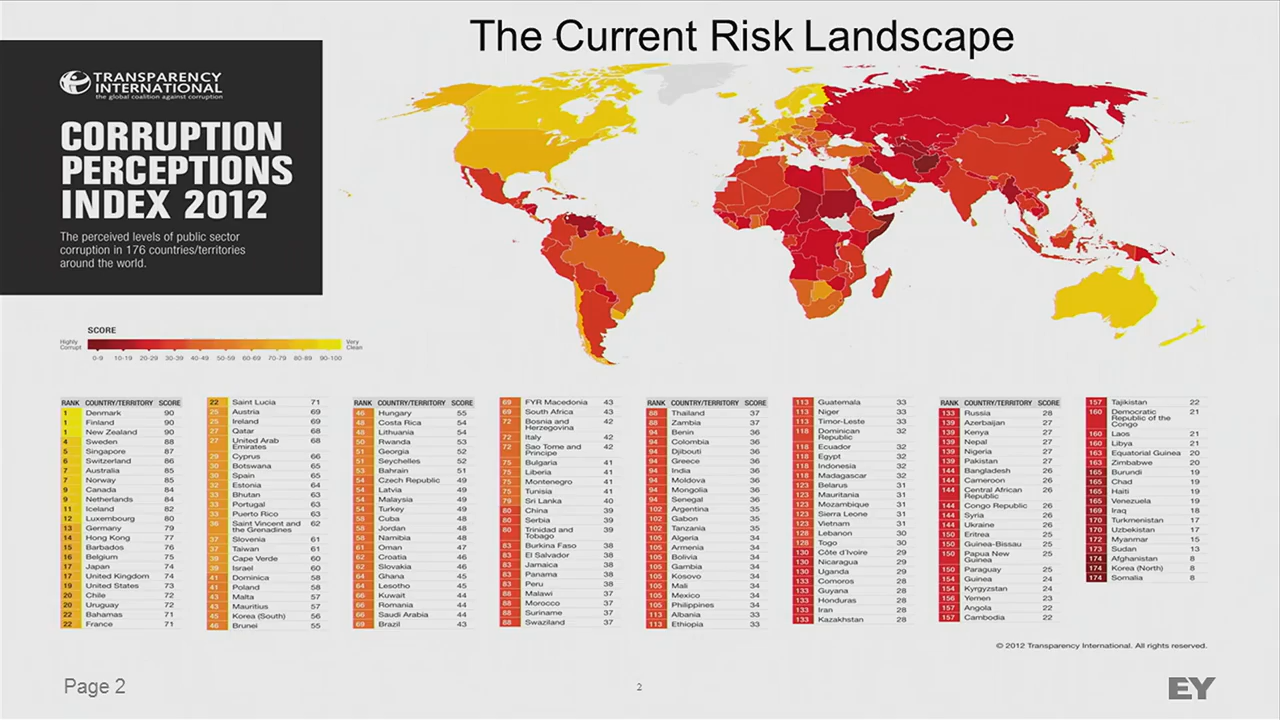 The Current Risk Landscape
TRANSPARENCY
INTERNATIONAL
the global coalition against corruption
CORRUPTION
PERCEPTIONS
INDEX 2012
The perceived levels of public sector
corruption in 176 countries/territories
around the world.
SCORE
Highly
Corrupt
Very
Clean
0-9 10-19 20-29 30-39 40-49 50-59 60-69 70-79 80-89 90-100
RANK COUNTRY/TERRITORY SCORE
1 Denmark 90
1 Finland 90
1 New Zealand 90
4 Sweden 88
5 Singapore 87
6 Switzerland 86
7 Australia 85
7 Norway 85
9 Canada 84
9 Netherlands 84
11 Iceland 82
12 Luxembourg 80
13 Germany 79
14 Hong Kong 77
15 Barbados 76
16 Belgium 75
17 Japan 74
17 United Kingdom 74
19 United States 73
20 Chile 72
20 Uruguay 72
22 Bahamas 71
22 France 71
22 Saint Lucia 71
25 Austria 69
25 Ireland 69
27 Qatar 68
27 United Arab 68
Emirates
29 Cyprus 66
30 Botswana 65
30 Spain 65
32 Estonia 64
33 Bhutan 63
33 Portugal 63
33 Puerto Rico 63
36 Saint Vincent and 62
the Grenadines
37 Slovenia 61
37 Taiwan 61
39 Cape Verde 60
39 Israel 60
41 Dominica 58
41 Poland 58
43 Malta 57
43 Mauritius 57
45 Korea (South) 56
46 Brunei 55
RANK COUNTRY/TERRITORY SCORE
46 Hungary 55
48 Costa Rica 54
48 Lithuania 54
50 Rwanda 53
51 Georgia 52
51 Seychelles 52
53 Bahrain 51
54 Czech Republic 49
54 Latvia 49
54 Malaysia 49
54 Turkey 49
58 Cuba 48
58 Jordan 48
58 Namibia 48
61 Oman 47
62 Croatia 46
62 Slovakia 46
64 Ghana 45
64 Lesotho 45
66 Kuwait 44
66 Romania 44
66 Saudi Arabia 44
69 Brazil 43
69 FYR Macedonia 43
69 South Africa 43
72 Bosnia and 42
Herzegovina
72 Italy 42
72 Sao Tome and 42
Principe
75 Bulgaria 41
75 Liberia 41
75 Montenegro 41
75 Tunisia 41
79 Sri Lanka 40
80 China 39
80 Serbia 39
80 Trinidad and 39
Tobago
83 Burkina Faso 38
83 El Salvador 38
83 Jamaica 38
83 Panama 38
83 Peru 38
88 Malawi 37
88 Morocco 37
88 Suriname 37
88 Swaziland 37
RANK COUNTRY/TERRITORY SCORE
88 Thailand 37
88 Zambia 37
94 Benin 36
94 Colombia 36
94 Djibouti 36
94 Greece 36
94 India 36
94 Moldova 36
94 Mongolia 36
94 Senegal 36
102 Argentina 35
102 Gabon 35
102 Tanzania 35
105 Algeria 34
105 Armenia 34
105 Bolivia 34
105 Gambia 34
105 Kosovo 34
105 Mali 34
105 Mexico 34
105 Philippines 34
113 Albania 33
113 Ethiopia 33
113 Guatemala 33
113 Niger 33
113 Timor-Leste 33
118 Dominican 32
Republic
118 Ecuador 32
118 Egypt 32
118 Indonesia 32
118 Madagascar 32
123 Belarus 31
123 Mauritania 31
123 Mozambique 31
123 Sierra Leone 31
123 Vietnam 31
128 Lebanon 30
128 Togo 30
130 Côte d'Ivoire 29
130 Nicaragua 29
130 Uganda 29
133 Comoros 28
133 Guyana 28
133 Honduras 28
133 Iran 28
133 Kazakhstan 28
RANK COUNTRY/TERRITORY SCORE
133 Russia 28
139 Azerbaijan 27
139 Kenya 27
139 Nepal 27
139 Nigeria 27
139 Pakistan 27
144 Bangladesh 26
144 Cameroon 26
144 Central African 26
Republic
144 Congo Republic 26
144 Syria 26
144 Ukraine 26
150 Eritrea 25
150 Guinea-Bissau 25
150 Papua New 25
Guinea
150 Paraguay 25
154 Guinea 24
154 Kyrgyzstan 24
156 Yemen 23
157 Angola 22
157 Cambodia 22
157 Tajikistan 22
160 Democratic 21
Republic of the
Congo
160 Laos 21
160 Libya 21
163 Equatorial Guinea 20
163 Zimbabwe 20
165 Burundi 19
165 Chad 19
165 Haiti 19
165 Venezuela 19
169 Iraq 18
170 Turkmenistan 17
170 Uzbekistan 17
172 Myanmar 15
173 Sudan 13
174 Afghanistan 8
174 Korea (North) 8
174 Somalia 8
© 2012 Transparency International. All rights reserved.
Page 2
2
EY